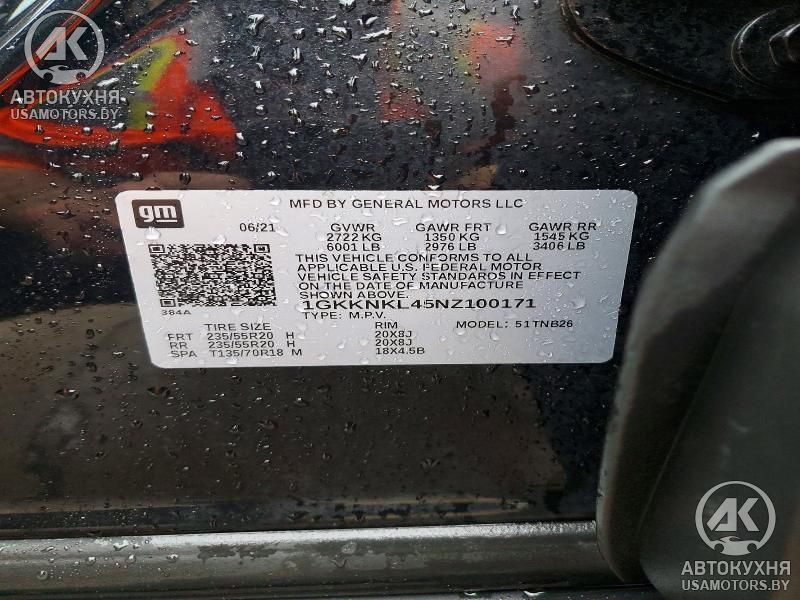 AK
АВТОКУХНЯ
USAMOTORS.BY
gm
MFD BY GENERAL MOTORS LLC
06/21 GVWR GAWR FRT GAWR RR
2722 KG 1350 KG 1545 KG
6001 LB 2976 LB 3406 LB
THIS VEHICLE CONFORMS TO ALL
APPLICABLE U.S. FEDERAL MOTOR
VEHICLE SAFETY STANDARDS IN EFFECT
ON THE DATE OF MANUFACTURE
SHOWN ABOVE.
384A
1GKKNKL45NZ100171
TYPE: M.P.V. MODEL: 51TNB26
TIRE SIZE RIM
FRT 235/55R20 H 20X8J
RR 235/55R20 H 20X8J
SPA T135/70R18 M 18X4.5B
AK
АВТОКУХНЯ
USAMOTORS.BY